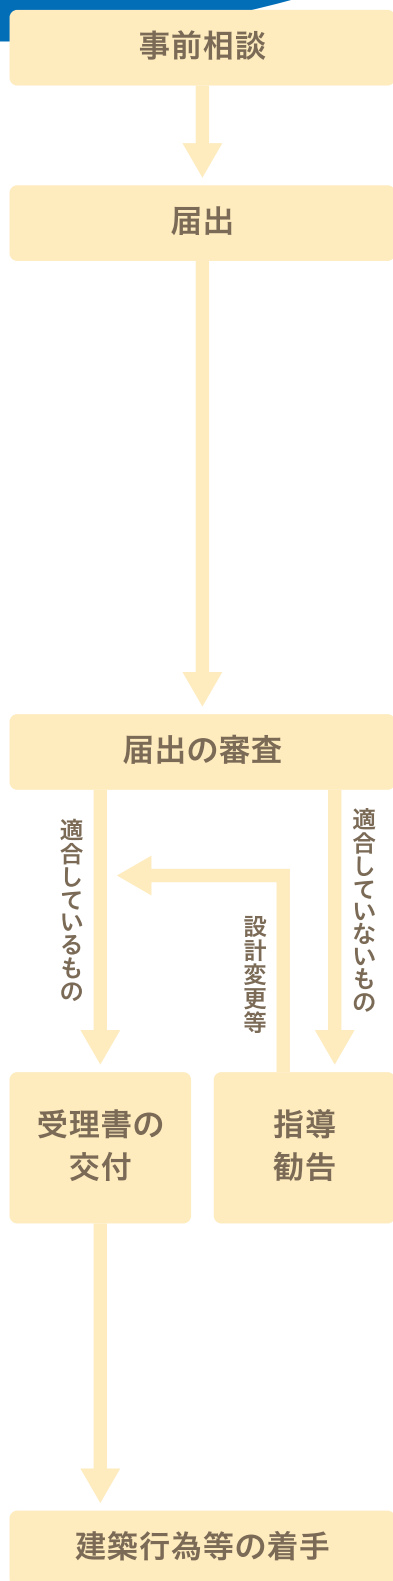 事前相談
届出
届出の審査
適合しているもの
適合していないもの
設計変更等
受理書の
交付
指導
勧告
建築行為等の着手